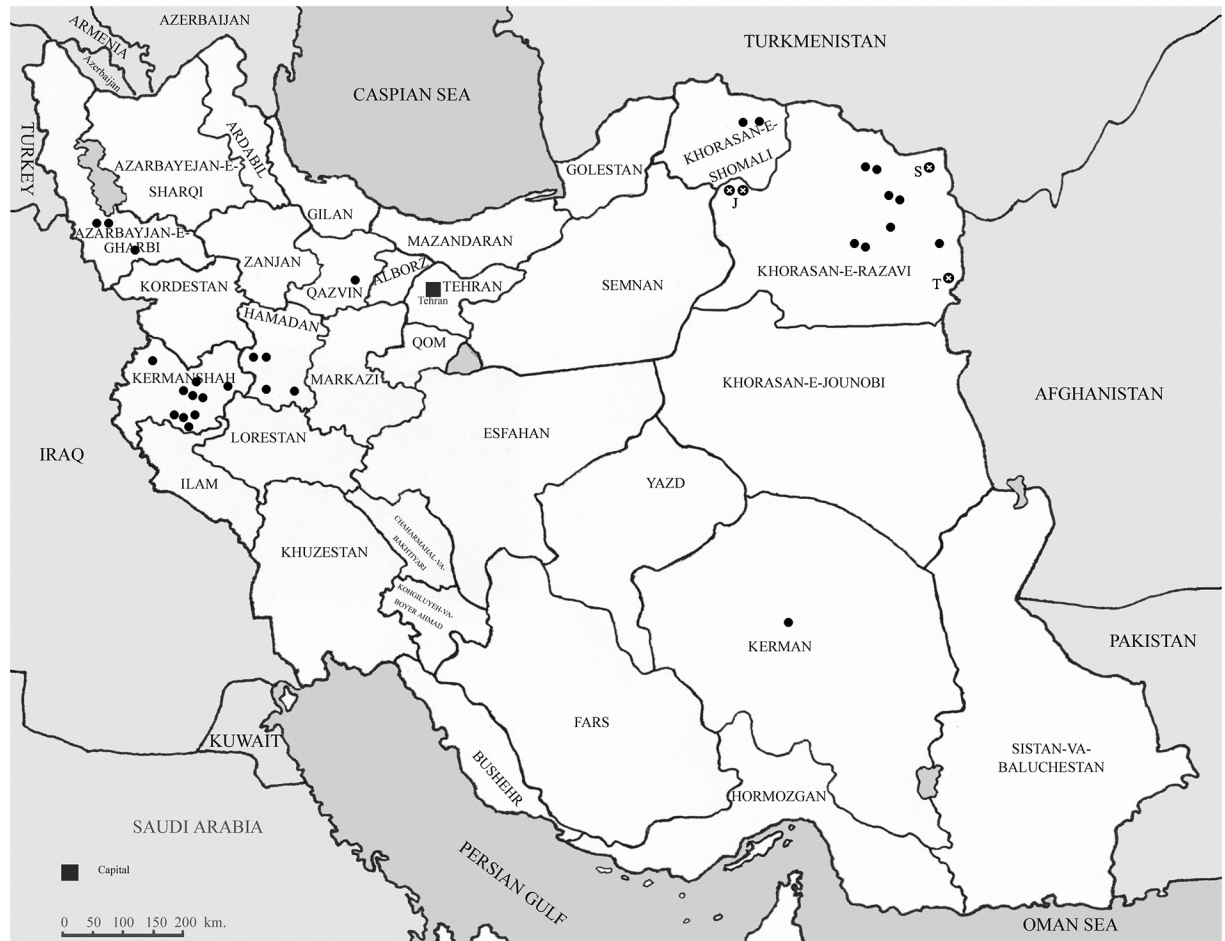 AZERBAIJAN
ARMENIA
Azerbaijan
TURKMENISTAN
CASPIAN SEA
TURKEY
ARDABIL
AZARBAYEJAN-E-
SHARQI
GOLESTAN
KHORASAN-E-
SHOMALI
S
J
GILAN
AZARBAYJAN-E-
GHARBI
MAZANDARAN
ZANJAN
ALBORZ
KHORASAN-E-RAZAVI
T
KORDESTAN
QAZVIN
TEHRAN
Tehran
SEMNAN
HAMADAN
QOM
KERMANSHAH
MARKAZI
KHORASAN-E-JOUNOBI
AFGHANISTAN
LORESTAN
ESFAHAN
IRAQ
ILAM
YAZD
KHUZESTAN
CHAHARMAHAL-VA-
BAKHTIYARI
KOHGILUYEH-VA-
BOYER AHMAD
KERMAN
PAKISTAN
FARS
KUWAIT
BUSHEHR
SISTAN-VA-
BALUCHESTAN
HORMOZGAN
SAUDI ARABIA
PERSIAN GULF
Capital
OMAN SEA
0 50 100 150 200 km.